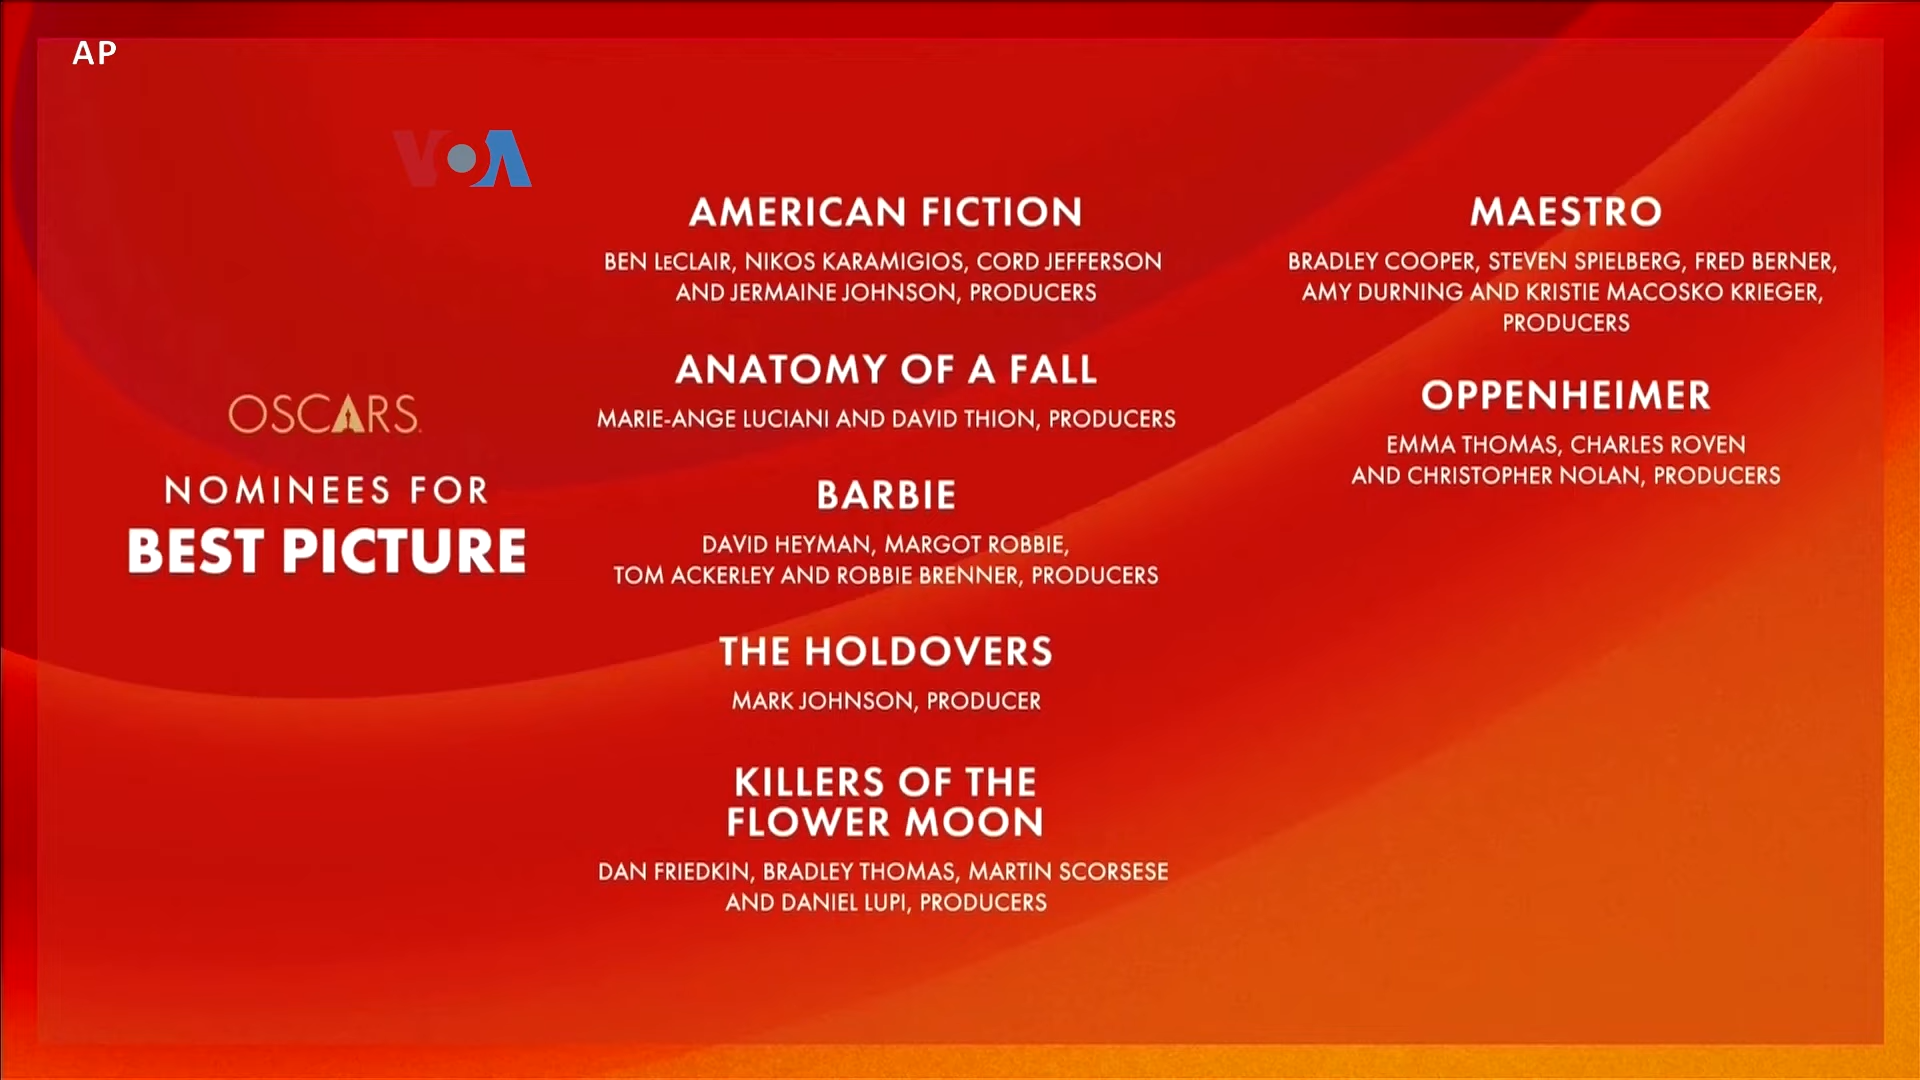 AP
VOA
OSCARS
NOMINEES FOR
BEST PICTURE
AMERICAN FICTION
BEN LECLAIR, NIKOS KARAMIGIOS, CORD JEFFERSON
AND JERMAINE JOHNSON, PRODUCERS
ANATOMY OF A FALL
MARIE-ANGE LUCIANI AND DAVID THION, PRODUCERS
BARBIE
DAVID HEYMAN, MARGOT ROBBIE,
TOM ACKERLEY AND ROBBIE BRENNER, PRODUCERS
THE HOLDOVERS
MARK JOHNSON, PRODUCER
KILLERS OF THE
FLOWER MOON
DAN FRIEDKIN, BRADLEY THOMAS, MARTIN SCORSESE
AND DANIEL LUPI, PRODUCERS
MAESTRO
BRADLEY COOPER, STEVEN SPIELBERG, FRED BERNER,
AMY DURNING AND KRISTIE MACOSKO KRIEGER,
PRODUCERS
OPPENHEIMER
EMMA THOMAS, CHARLES ROVEN
AND CHRISTOPHER NOLAN, PRODUCERS